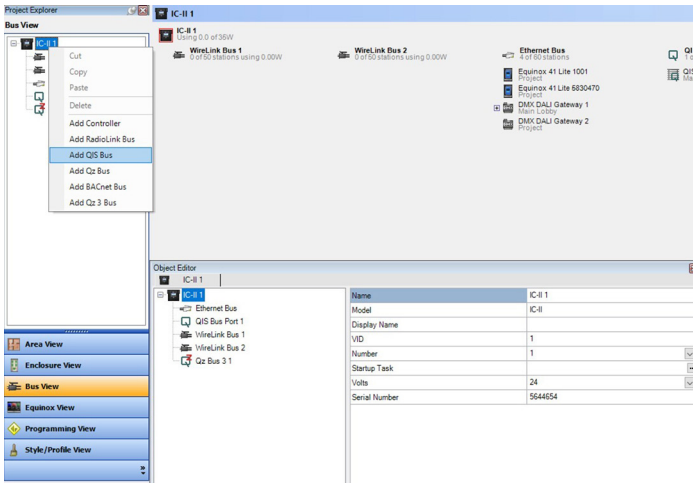 Project Explorer
Bus View
IC-II 1
Cut
Copy
Paste
Delete
Add Controller
Add RadioLink Bus
Add QIS Bus
Add Qz Bus
Add BACnet Bus
Add Qz 3 Bus
Area View
Enclosure View
Bus View
Equinox View
Programming View
Style/Profile View
IC-II 1
IC-II 1
Using 0.0 of 36W
WireLink Bus 1
0 of 60 stations using 0.00W
WireLink Bus 2
0 of 60 stations using 0.00W
Ethernet Bus
4 of 60 stations
Equinox 41 Lite 1001
Project
Equinox 41 Lite 6830470
Project
DMX DALI Gateway 1
Main Lobby
DMX DALI Gateway 2
Project
Object Editor
IC-II 1
IC-II 1
Ethernet Bus
QIS Bus Port 1
WireLink Bus 1
WireLink Bus 2
Qz Bus 3 1
Name IC-II 1
Model IC-II
Display Name
VID 1
Number 1
Startup Task
Volts 24
Serial Number 5644654